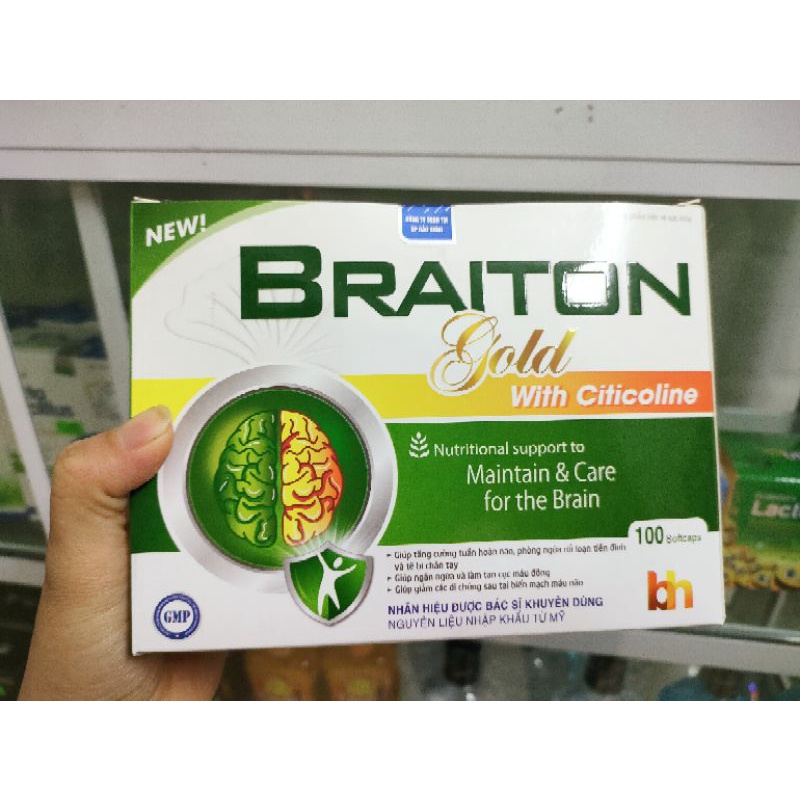 NEW!
BRAITON
Gold
With Citicoline
Nutritional support to
Maintain & Care
for the Brain
100 Softcaps
Giúp tăng cường tuần hoàn não, phòng ngừa rối loạn tiền đình
và tê bì chân tay
Giúp ngăn ngừa và làm tan cục máu đông
Giúp giảm các di chứng sau tai biến mạch máu não
bh
GMP
NHÃN HIỆU ĐƯỢC BÁC SĨ KHUYÊN DÙNG
NGUYÊN LIỆU NHẬP KHẨU TỪ MỸ
Lact